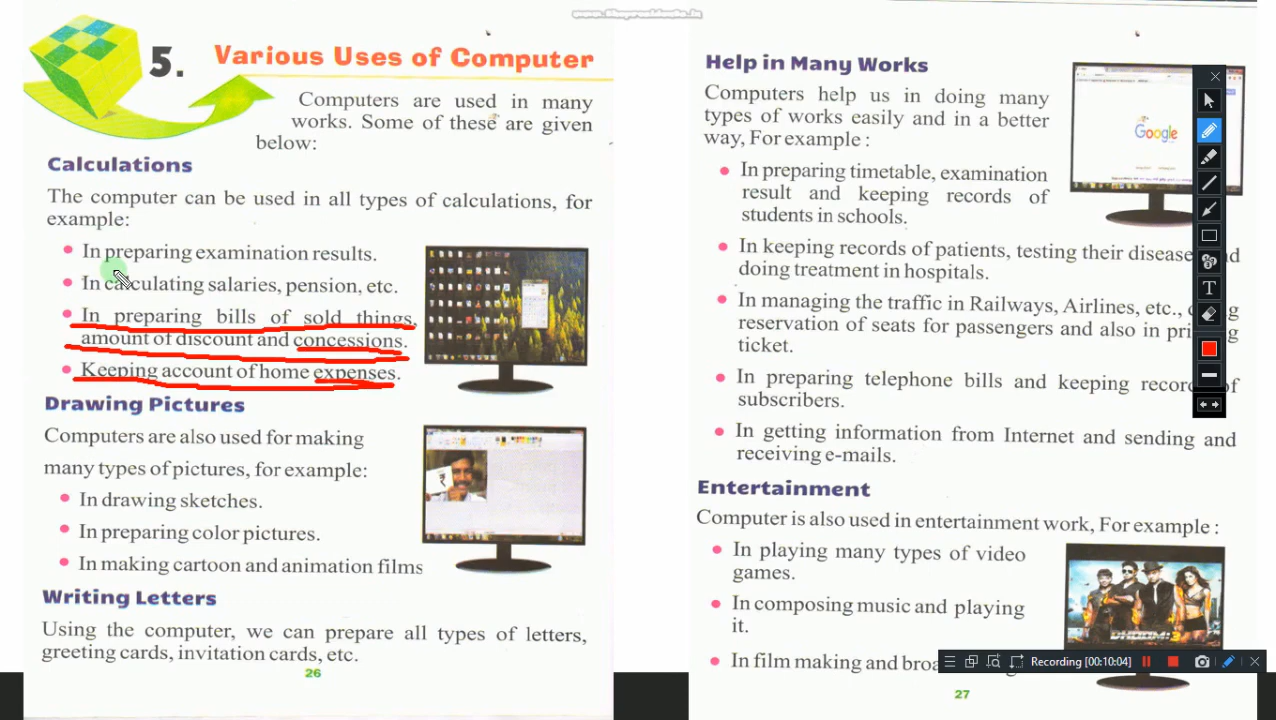 5.
Various Uses of Computer
Computers are used in many
works. Some of these are given
below:
Calculations
The computer can be used in all types of calculations, for
example:
In preparing examination results.
In calculating salaries, pension, etc.
In preparing bills of sold things,
amount of discount and concessions.
Keeping account of home expenses.
Drawing Pictures
Computers are also used for making
many types of pictures, for example:
In drawing sketches.
In preparing color pictures.
In making cartoon and animation films
Writing Letters
Using the computer, we can prepare all types of letters,
greeting cards, invitation cards, etc.
26
Help in Many Works
Computers help us in doing many
types of works easily and in a better
way, For example :
In preparing timetable, examination
result and keeping records of
students in schools.
Google
In keeping records of patients, testing their disease
doing treatment in hospitals.
In managing the traffic in Railways, Airlines, etc.,
reservation of seats for passengers and also in
ticket.
In preparing telephone bills and keeping of
subscribers.
In getting information from Internet and sending and
receiving e-mails.
Entertainment
Computer is also used in entertainment work, For example :
In playing many types of video
games.
In composing music and playing
it.
DHOOM:3
In film making and
27
T
Recording [00:10:04]